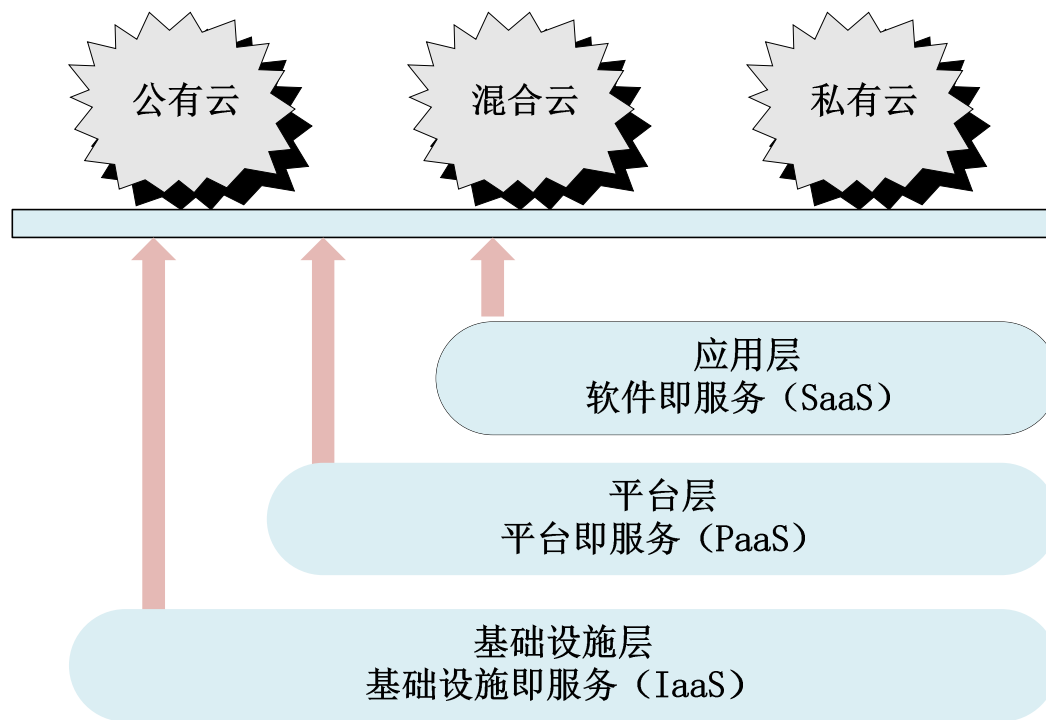 公有云
混合云
私有云
应用层
软件即服务（SaaS）
平台层
平台即服务（PaaS）
基础设施层
基础设施即服务（IaaS）